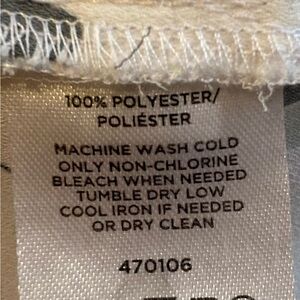 100% POLYESTER/
POLIÉSTER
MACHINE WASH COLD
ONLY NON-CHLORINE
BLEACH WHEN NEEDED
TUMBLE DRY LOW
COOL IRON IF NEEDED
OR DRY CLEAN
470106